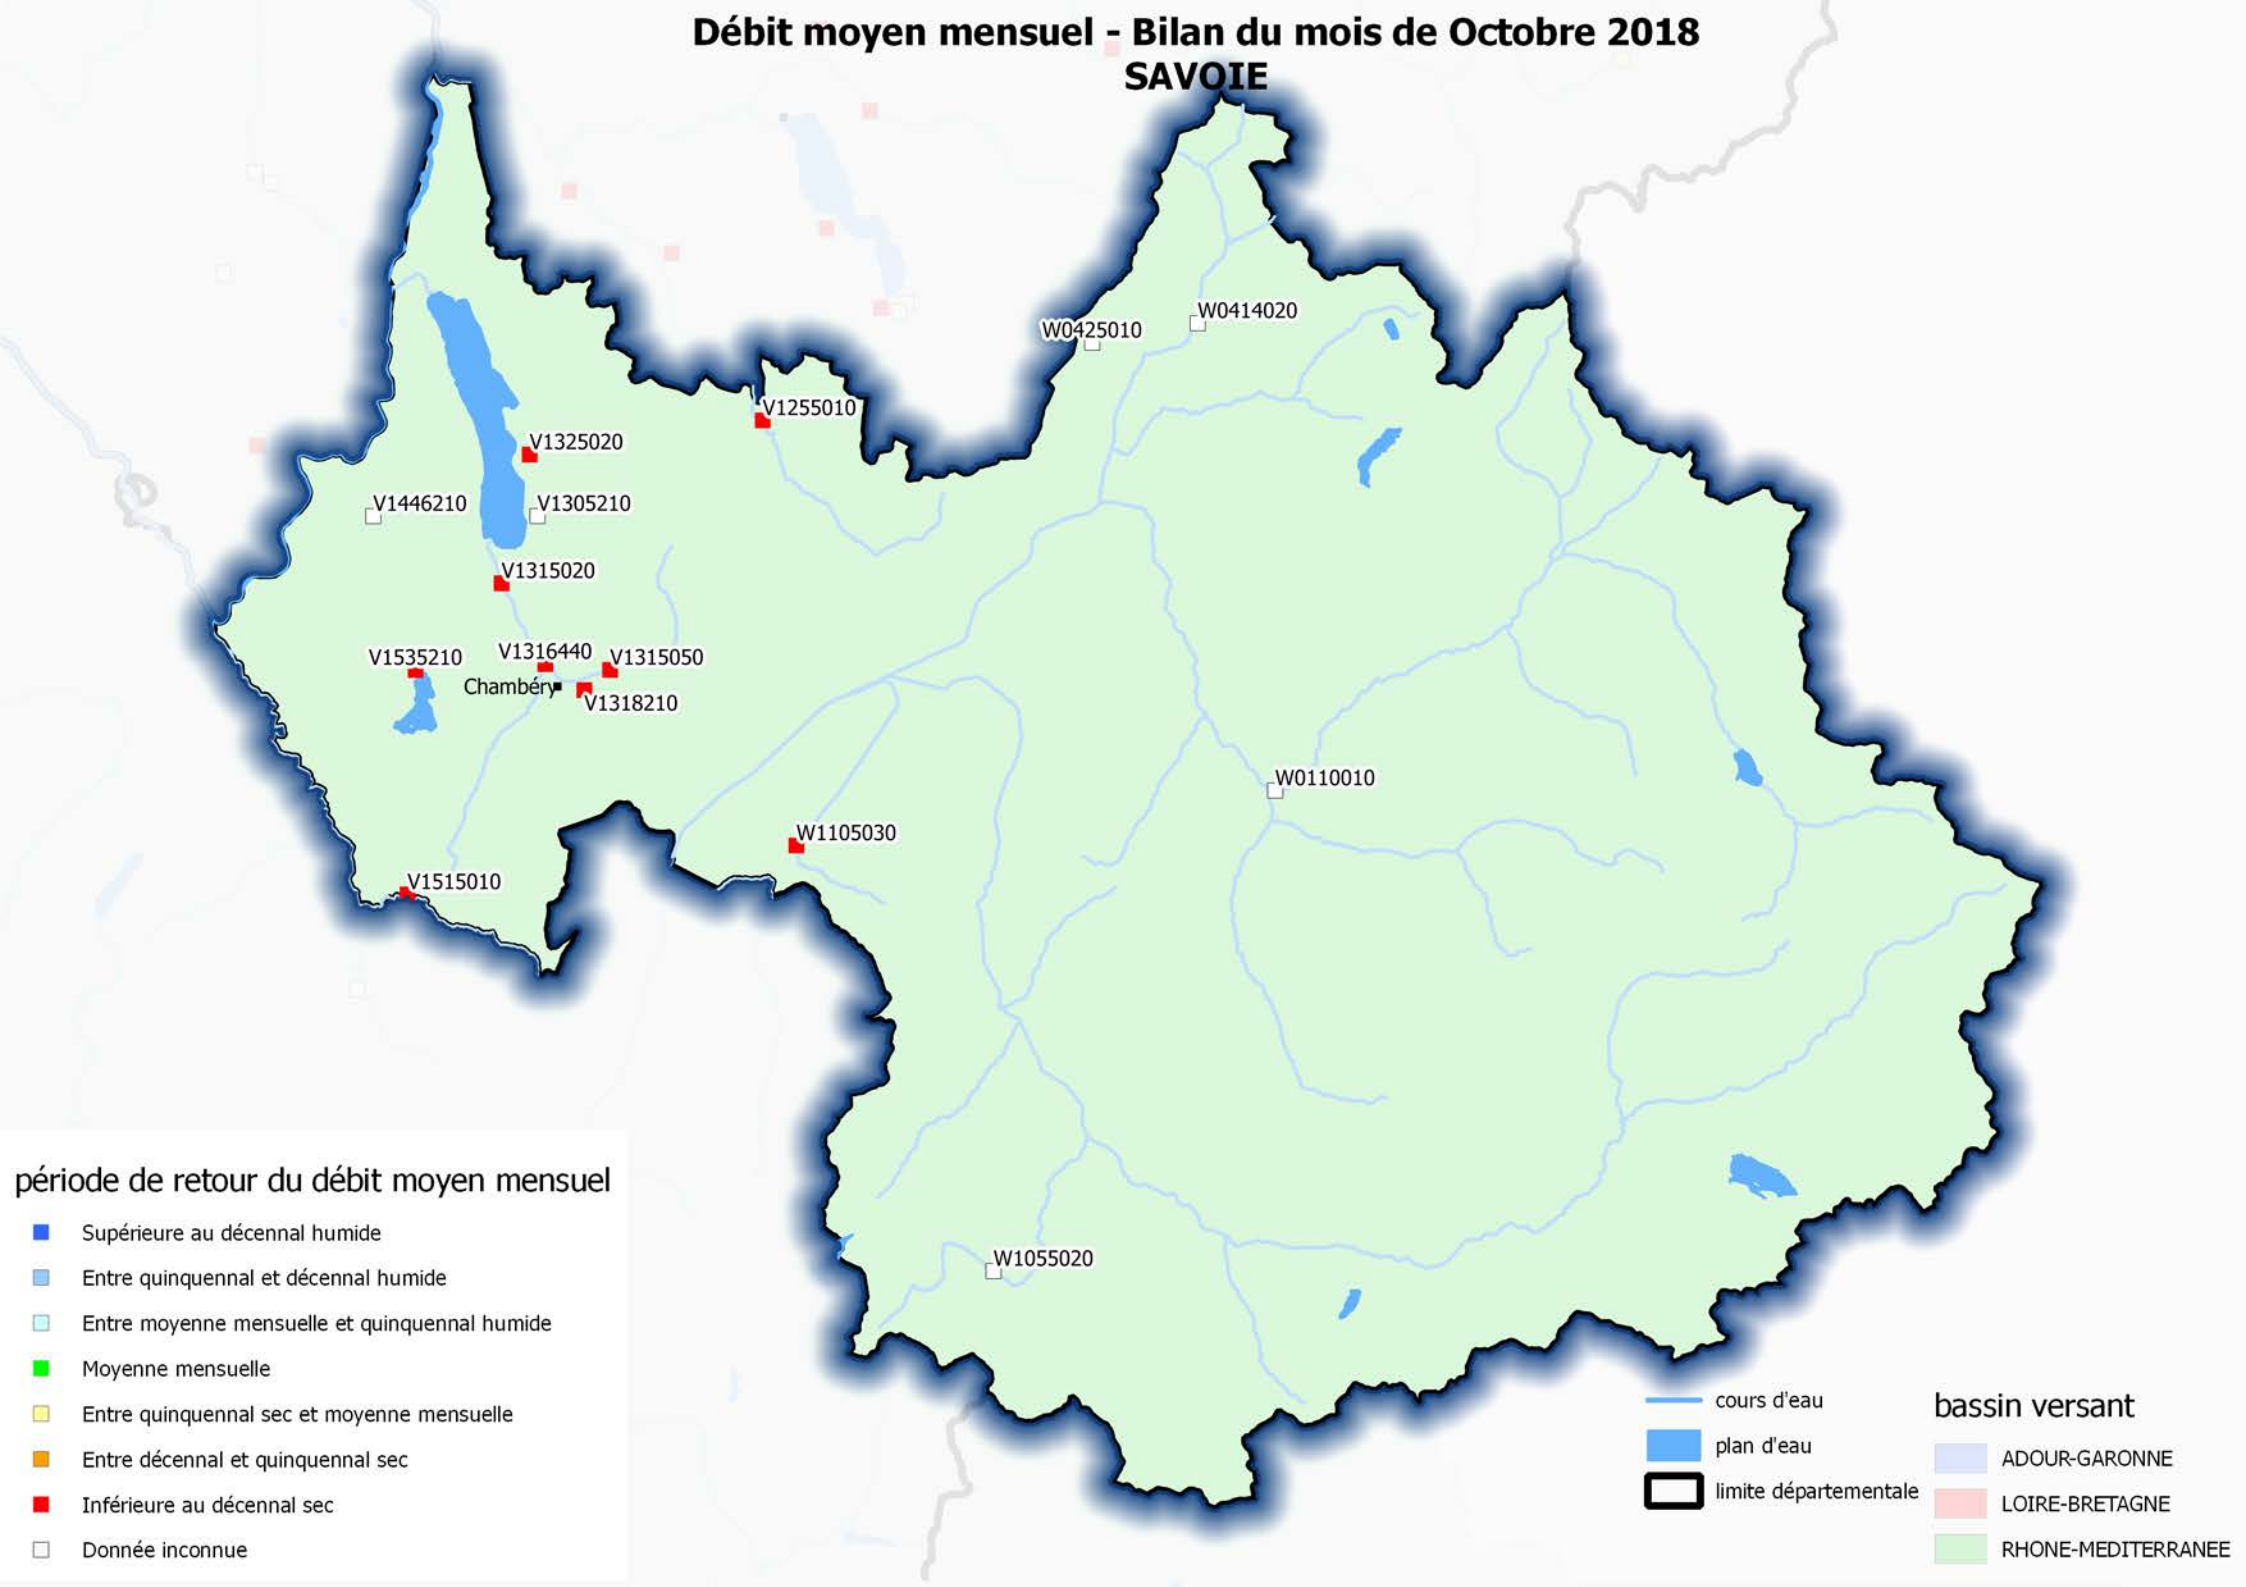 Débit moyen mensuel - Bilan du mois de Octobre 2018
SAVOIE
W0414020
W0425010
V1255010
V1325020
V1446210
V1305210
V1315020
V1316440
V1535210
V1315050
Chambéry
V1318210
W0110010
W1105030
V1515010
W1055020
période de retour du débit moyen mensuel
Supérieure au décennal humide
Entre quinquennal et décennal humide
Entre moyenne mensuelle et quinquennal humide
Moyenne mensuelle
Entre quinquennal sec et moyenne mensuelle
Entre décennal et quinquennal sec
Inférieure au décennal sec
Donnée inconnue
cours d'eau
plan d'eau
limite départementale
bassin versant
ADOUR-GARONNE
LOIRE-BRETAGNE
RHONE-MEDITERRANEE